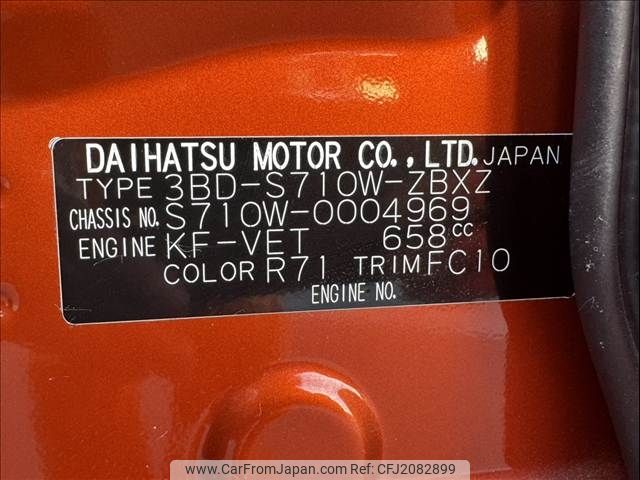 DAIHATSU MOTOR CO.,LTD. JAPAN
TYPE 3BD-S710W-ZBXZ
CHASSIS NO. S710W-0004969
ENGINE KF-VET 658cc
COLOR R71 TRIM FC10
ENGINE NO.
www.CarFromJapan.com | CFJ2082899